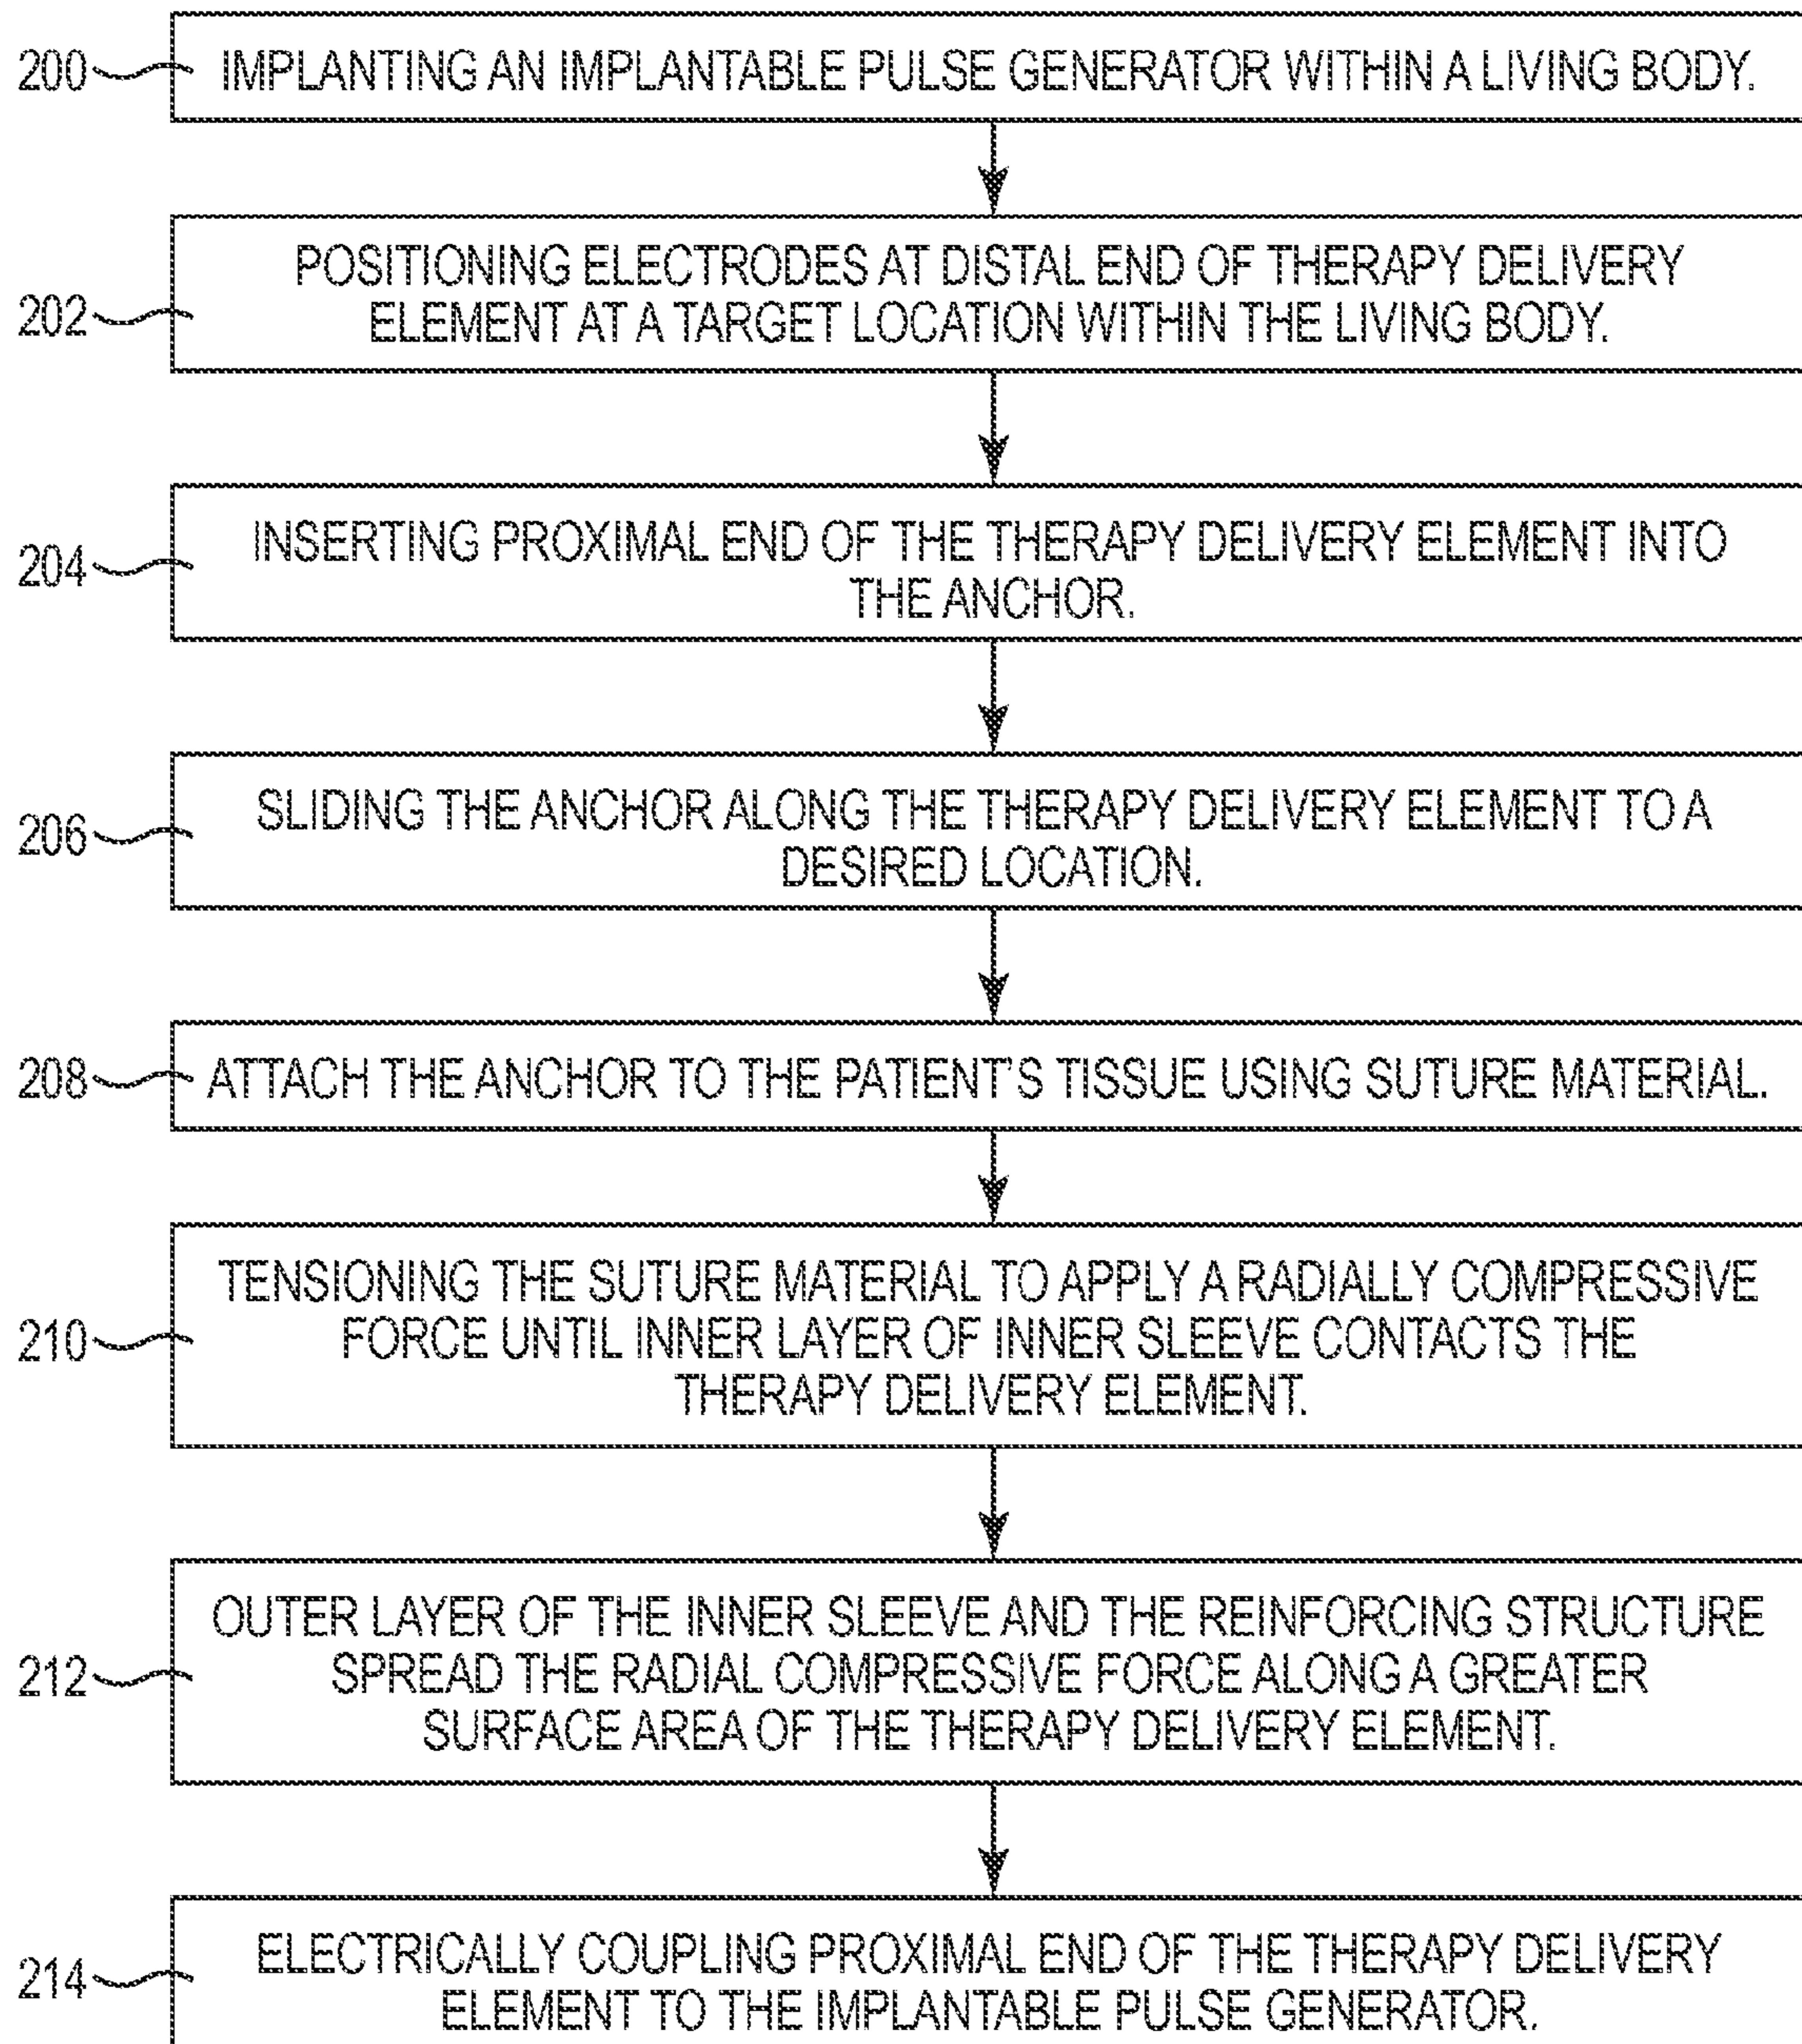 200
IMPLANTING AN IMPLANTABLE PULSE GENERATOR WITHIN A LIVING BODY.
202
POSITIONING ELECTRODES AT DISTAL END OF THERAPY DELIVERY
ELEMENT AT A TARGET LOCATION WITHIN THE LIVING BODY.
204
INSERTING PROXIMAL END OF THE THERAPY DELIVERY ELEMENT INTO
THE ANCHOR.
206
SLIDING THE ANCHOR ALONG THE THERAPY DELIVERY ELEMENT TO A
DESIRED LOCATION.
208
ATTACH THE ANCHOR TO THE PATIENT'S TISSUE USING SUTURE MATERIAL.
210
TENSIONING THE SUTURE MATERIAL TO APPLY A RADIALLY COMPRESSIVE
FORCE UNTIL INNER LAYER OF INNER SLEEVE CONTACTS THE
THERAPY DELIVERY ELEMENT.
212
OUTER LAYER OF THE INNER SLEEVE AND THE REINFORCING STRUCTURE
SPREAD THE RADIAL COMPRESSIVE FORCE ALONG A GREATER
SURFACE AREA OF THE THERAPY DELIVERY ELEMENT.
214
ELECTRICALLY COUPLING PROXIMAL END OF THE THERAPY DELIVERY
ELEMENT TO THE IMPLANTABLE PULSE GENERATOR.